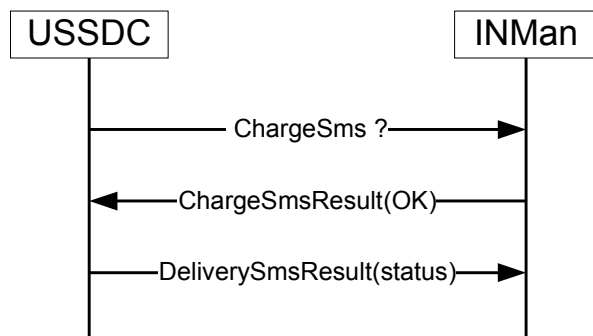 USSDC
INMan
ChargeSms ?
ChargeSmsResult(OK)
DeliverySmsResult(status)